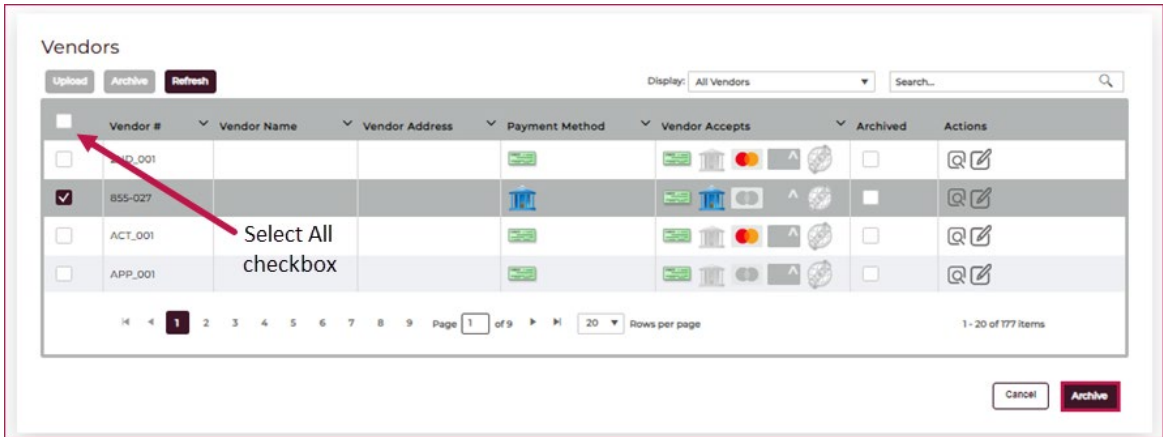 Vendors
Upload Archive Refresh Display: All Vendors Search...
Vendor # Vendor Name Vendor Address Payment Method Vendor Accepts Archived Actions
855-027
ACT_001
Select All
checkbox
APP_001
1 2 3 4 5 6 7 8 9 Page 1 of 9 20 Rows per page 1 - 20 of 177 items
Cancel Archive